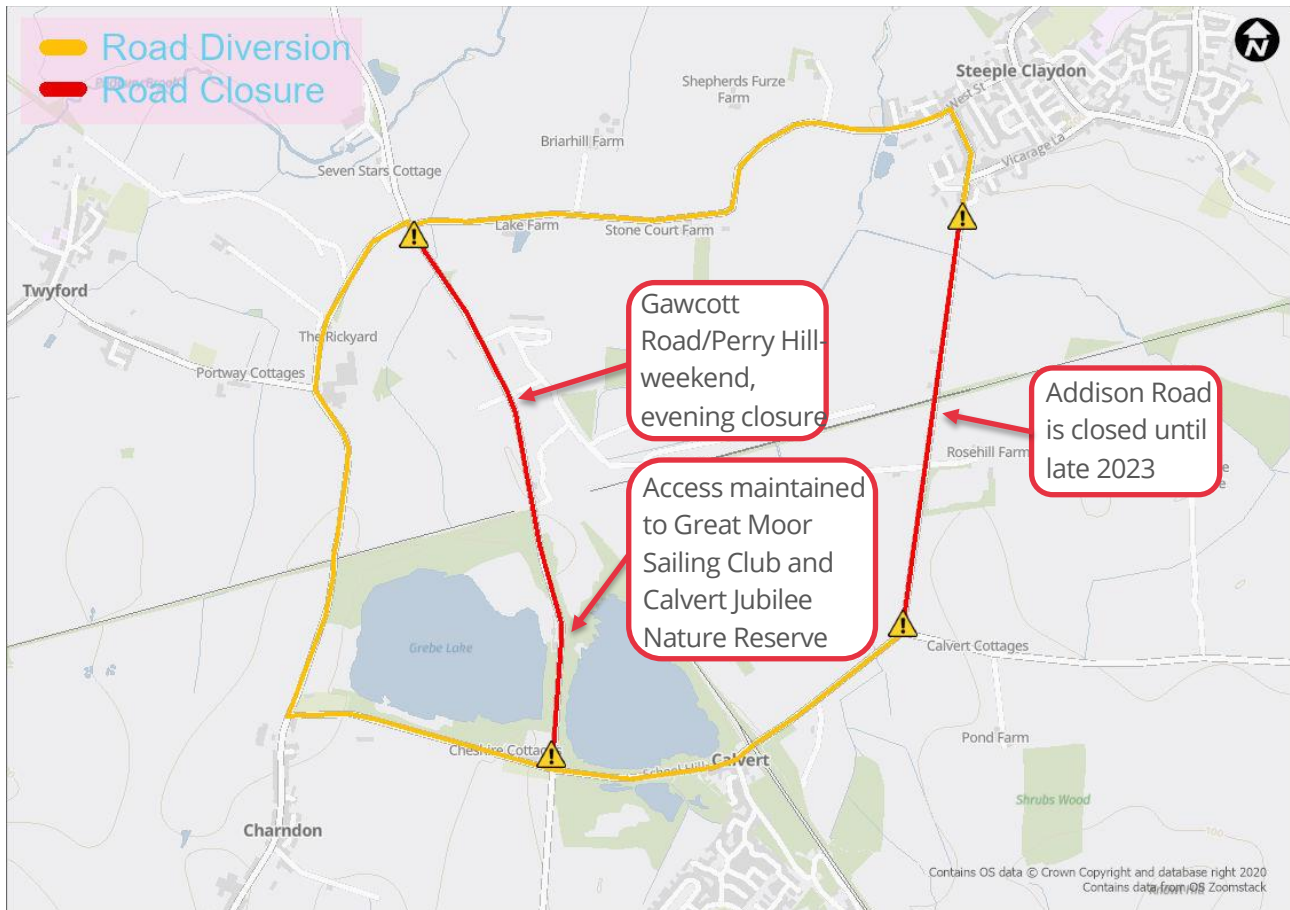 Road Diversion
Road Closure
N
Steeple Claydon
Shepherds Furze
Farm
West St
Briarhill Farm
Vicarage La
Seven Stars Cottage
Lake Farm
Stone Court Farm
Twyford
The Rickyard
Portway Cottages
Gawcott
Road/Perry Hill-
weekend,
evening closure
Addison Road
is closed until
late 2023
Rosehill Farm
Access maintained
to Great Moor
Sailing Club and
Calvert Jubilee
Nature Reserve
Grebe Lake
Calvert Cottages
Cheshire Cottages
School Hill
Calvert
Pond Farm
Shrubs Wood
Charndon
100
Contains OS data © Crown Copyright and database right 2020
Contains data from OS Zoomstack